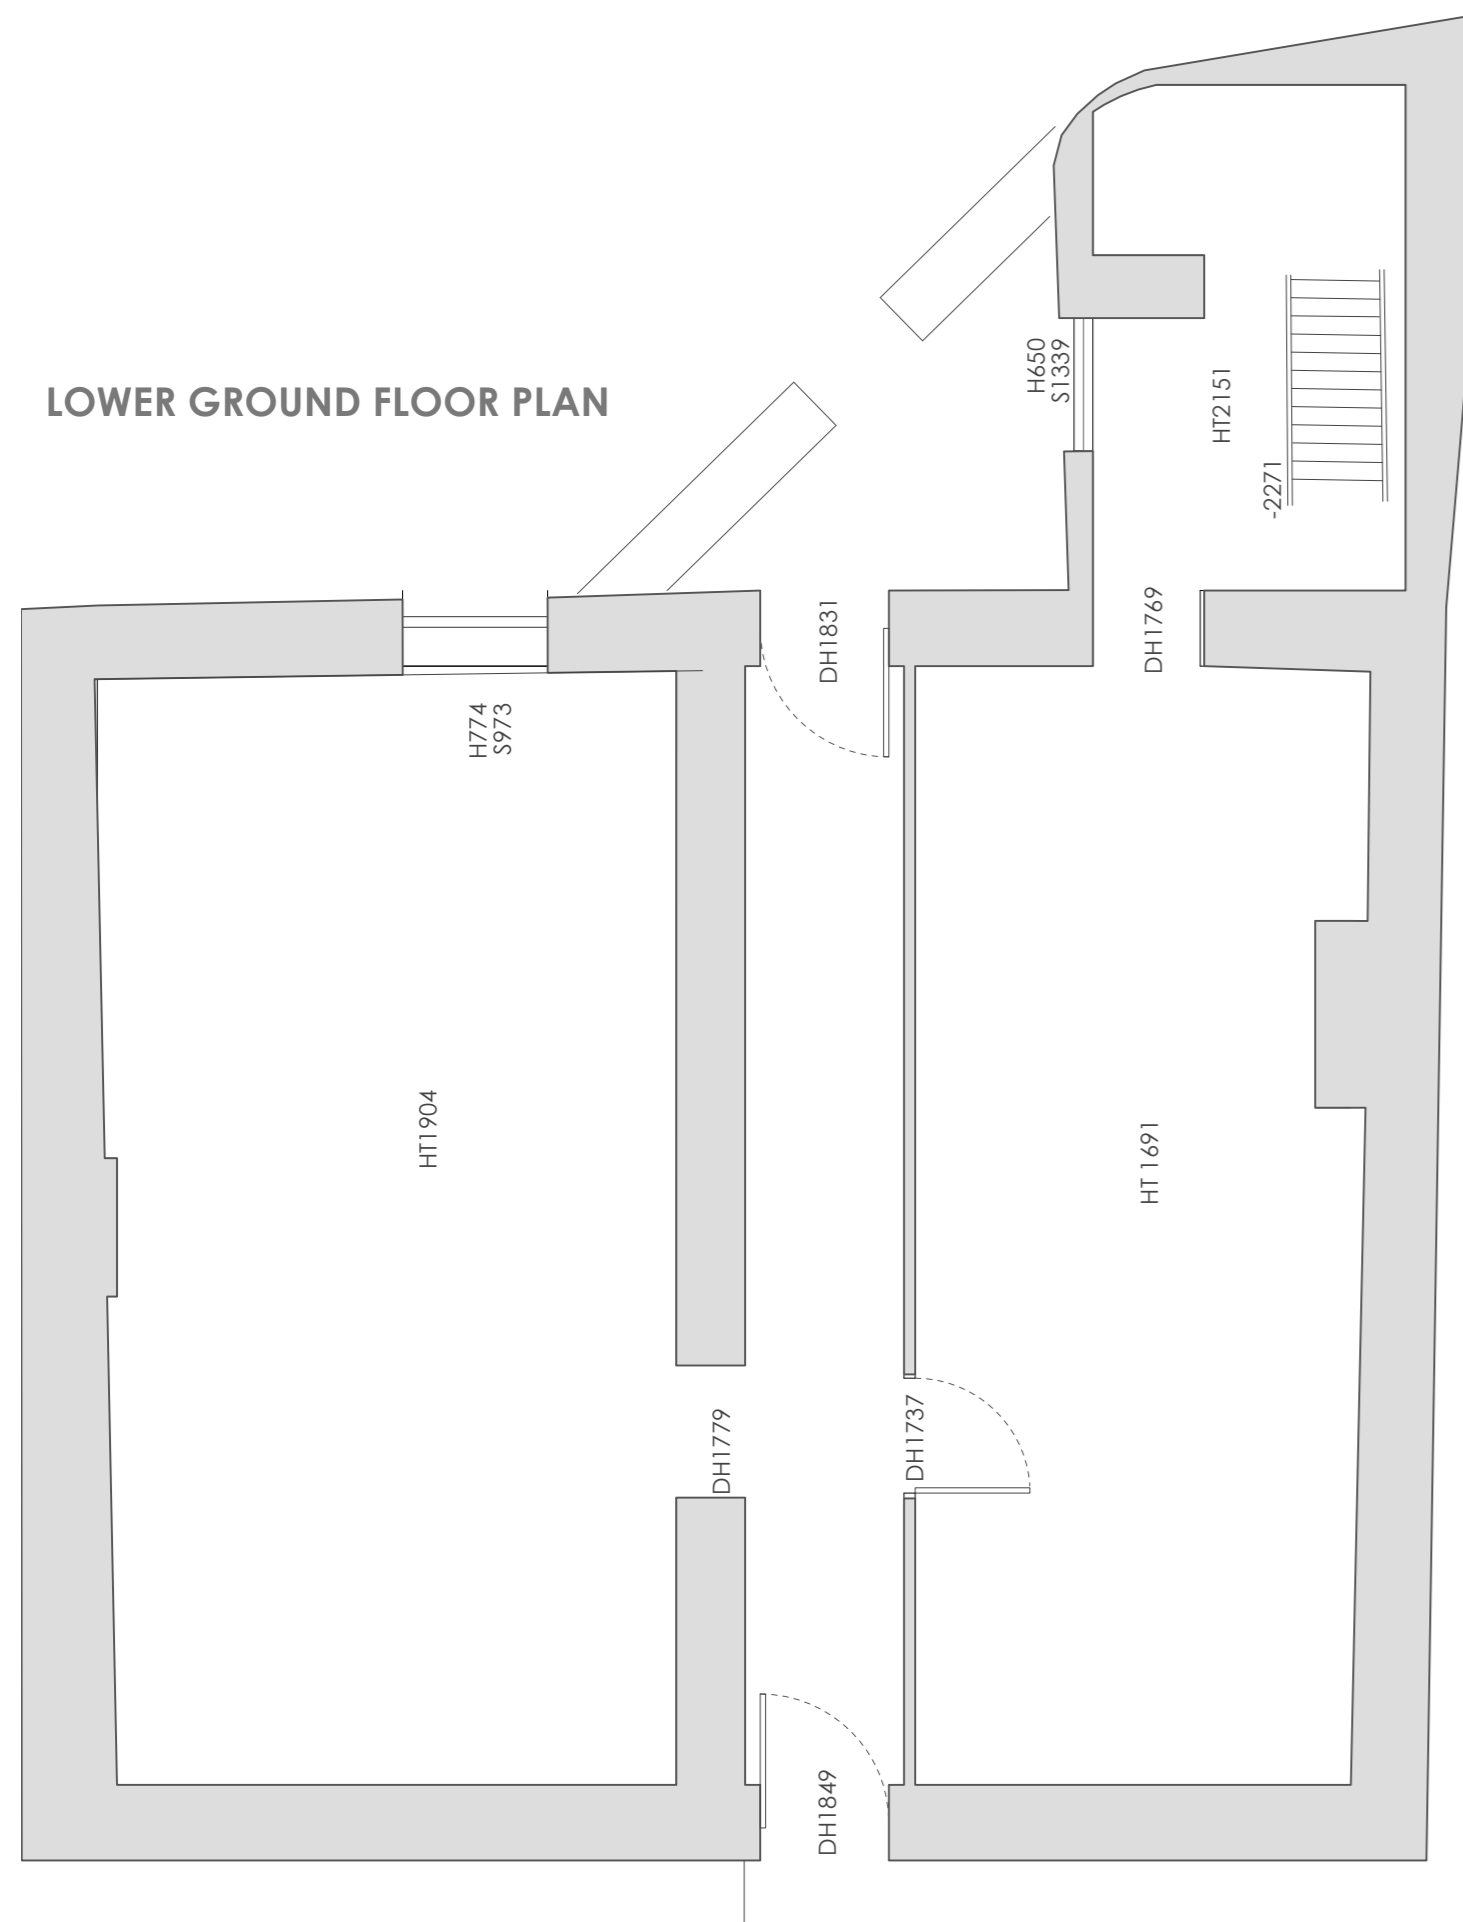 LOWER GROUND FLOOR PLAN
H650
S1339
HT2151
-2271
DH1831
DH1769
H774
S973
HT1904
HT 1691
DH1779
DH1737
DH1849